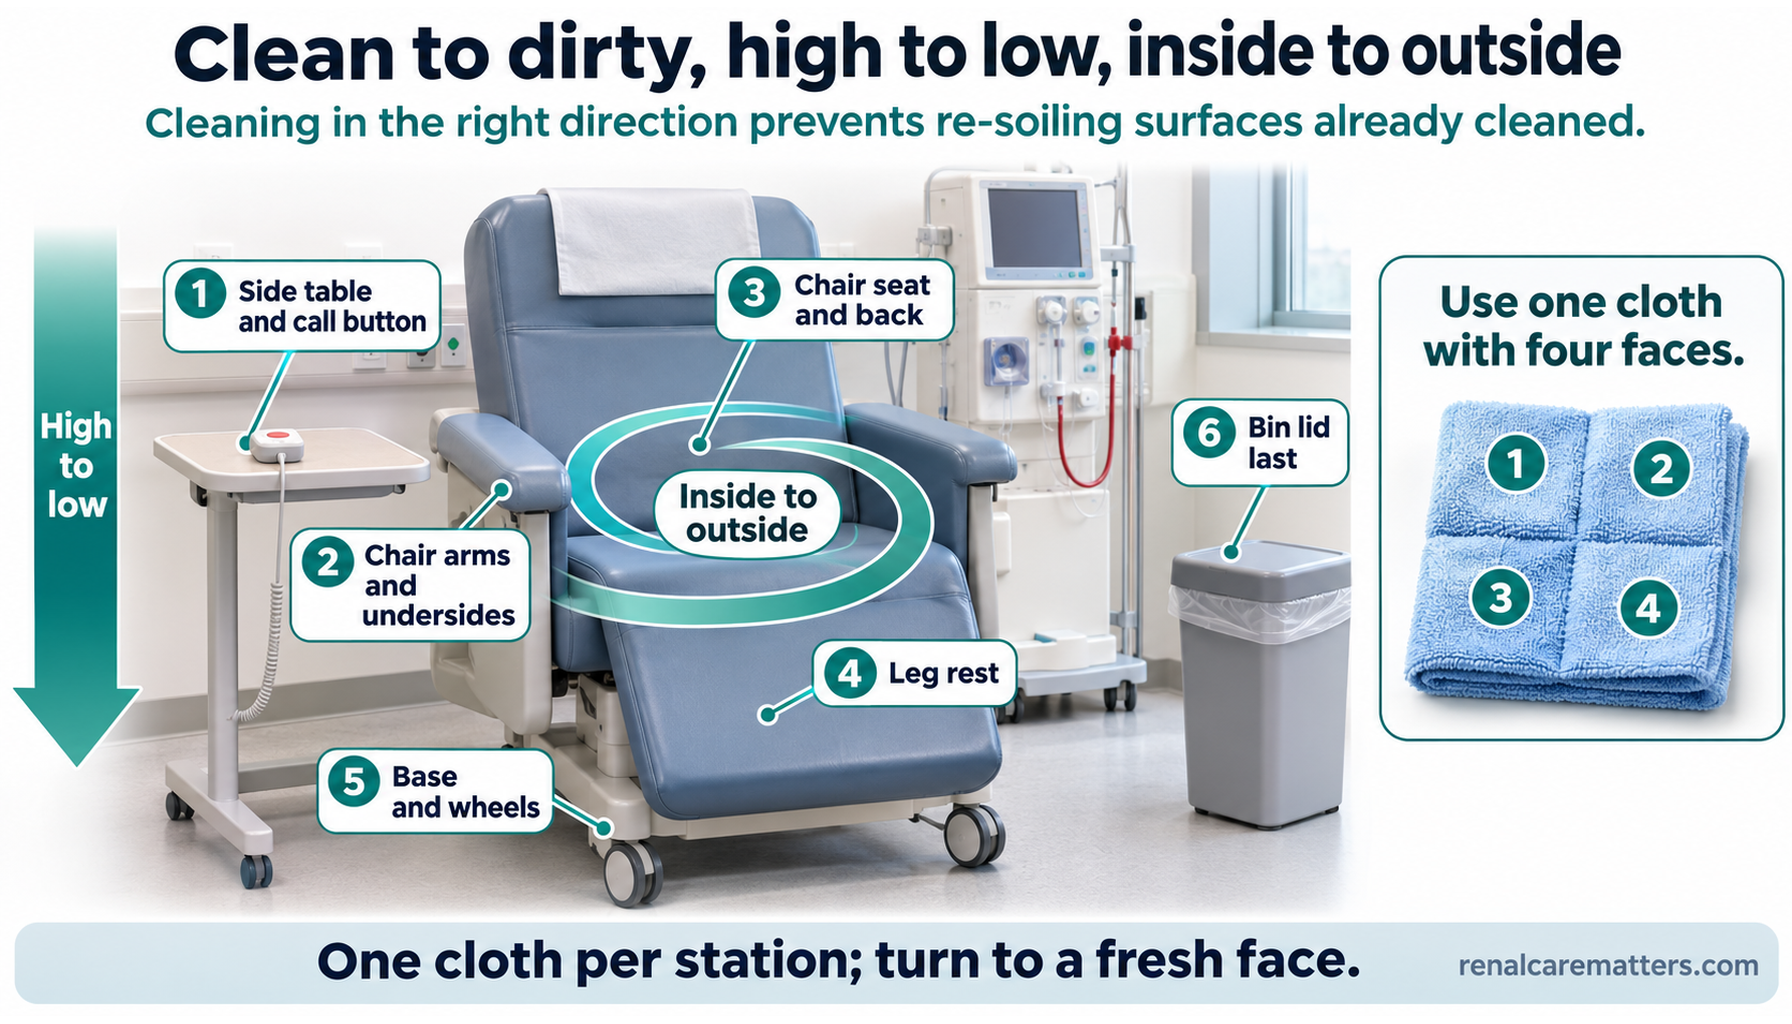 Clean to dirty, high to low, inside to outside
Cleaning in the right direction prevents re-soiling surfaces already cleaned.
High
to
low
1 Side table
and call button
2 Chair arms
and
undersides
3 Chair seat
and back
Inside to
outside
4 Leg rest
5 Base
and wheels
6 Bin lid
last
Use one cloth
with four faces.
1
2
3
4
One cloth per station; turn to a fresh face.
renalcarematters.com